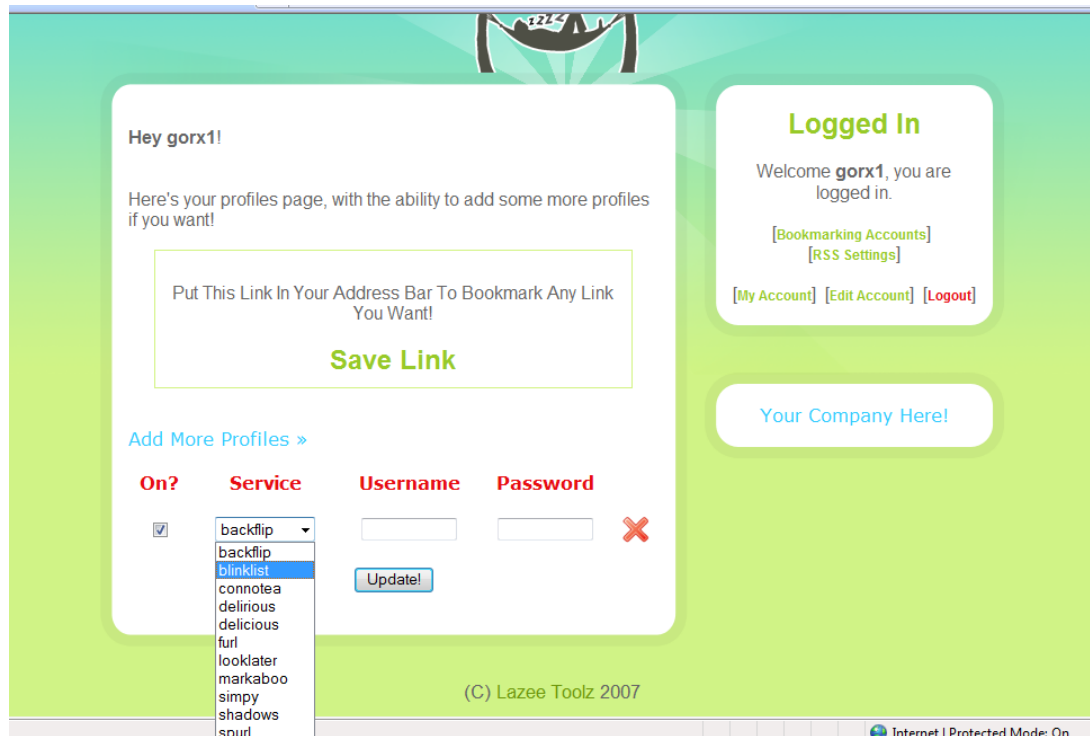 zzzz
Hey gorx1!
Here's your profiles page, with the ability to add some more profiles
if you want!
Put This Link In Your Address Bar To Bookmark Any Link
You Want!
Save Link
Add More Profiles »
On? Service Username Password
backflip
backflip
blinklist
connotea
delirious
delicious
furl
looklater
markaboo
simpy
shadows
spurl
Update!
Logged In
Welcome gorx1, you are
logged in.
[Bookmarking Accounts]
[RSS Settings]
[My Account] [Edit Account] [Logout]
Your Company Here!
(C) Lazee Toolz 2007
Internet | Protected Mode: On